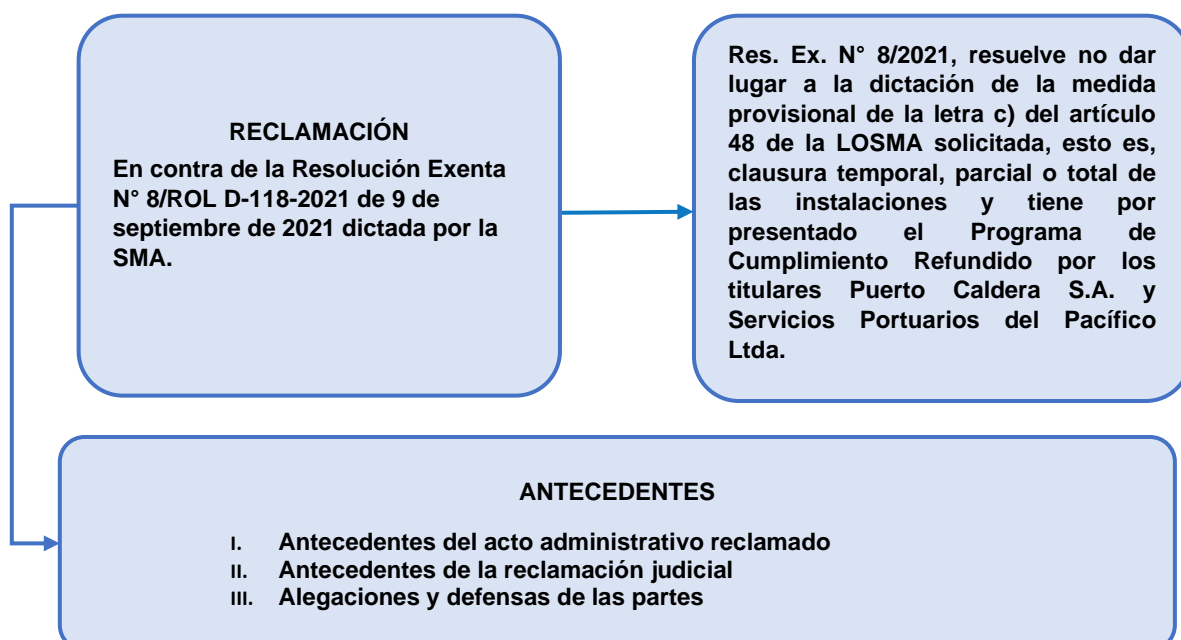 RECLAMACIÓN
En contra de la Resolución Exenta
N° 8/ROL D-118-2021 de 9 de
septiembre de 2021 dictada por la
SMA.
Res. Ex. N° 8/2021, resuelve no dar
lugar a la dictación de la medida
provisional de la letra c) del artículo
48 de la LOSMA solicitada, esto es,
clausura temporal, parcial o total de
las instalaciones y tiene por
presentado el Programa de
Cumplimiento Refundido por los
titulares Puerto Caldera S.A. y
Servicios Portuarios del Pacífico
Ltda.
ANTECEDENTES
I. Antecedentes del acto administrativo reclamado
II. Antecedentes de la reclamación judicial
III. Alegaciones y defensas de las partes